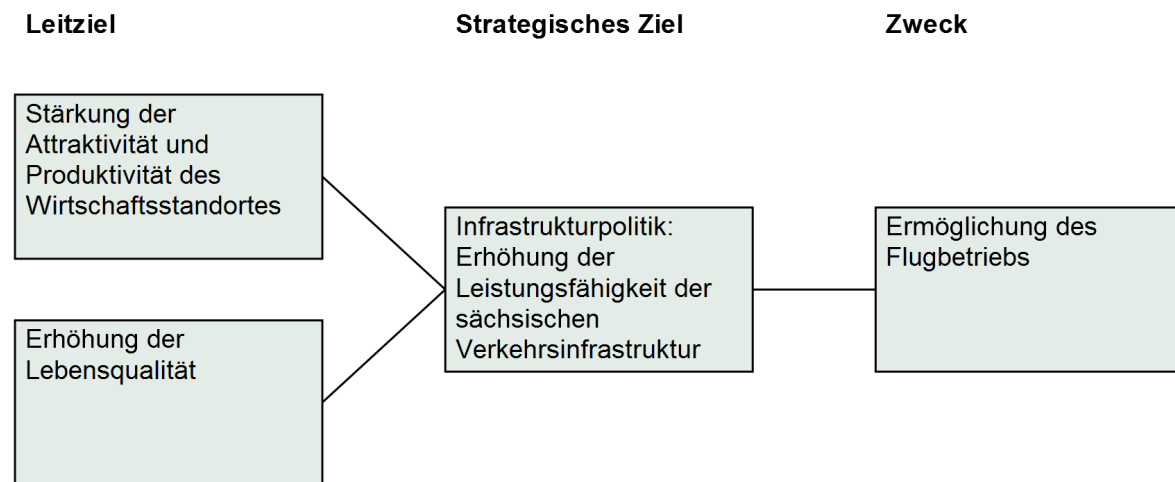 Leitziel
Strategisches Ziel
Zweck
Stärkung der
Attraktivität und
Produktivität des
Wirtschaftsstandortes
Erhöhung der
Lebensqualität
Infrastrukturpolitik:
Erhöhung der
Leistungsfähigkeit der
sächsischen
Verkehrsinfrastruktur
Ermöglichung des
Flugbetriebs